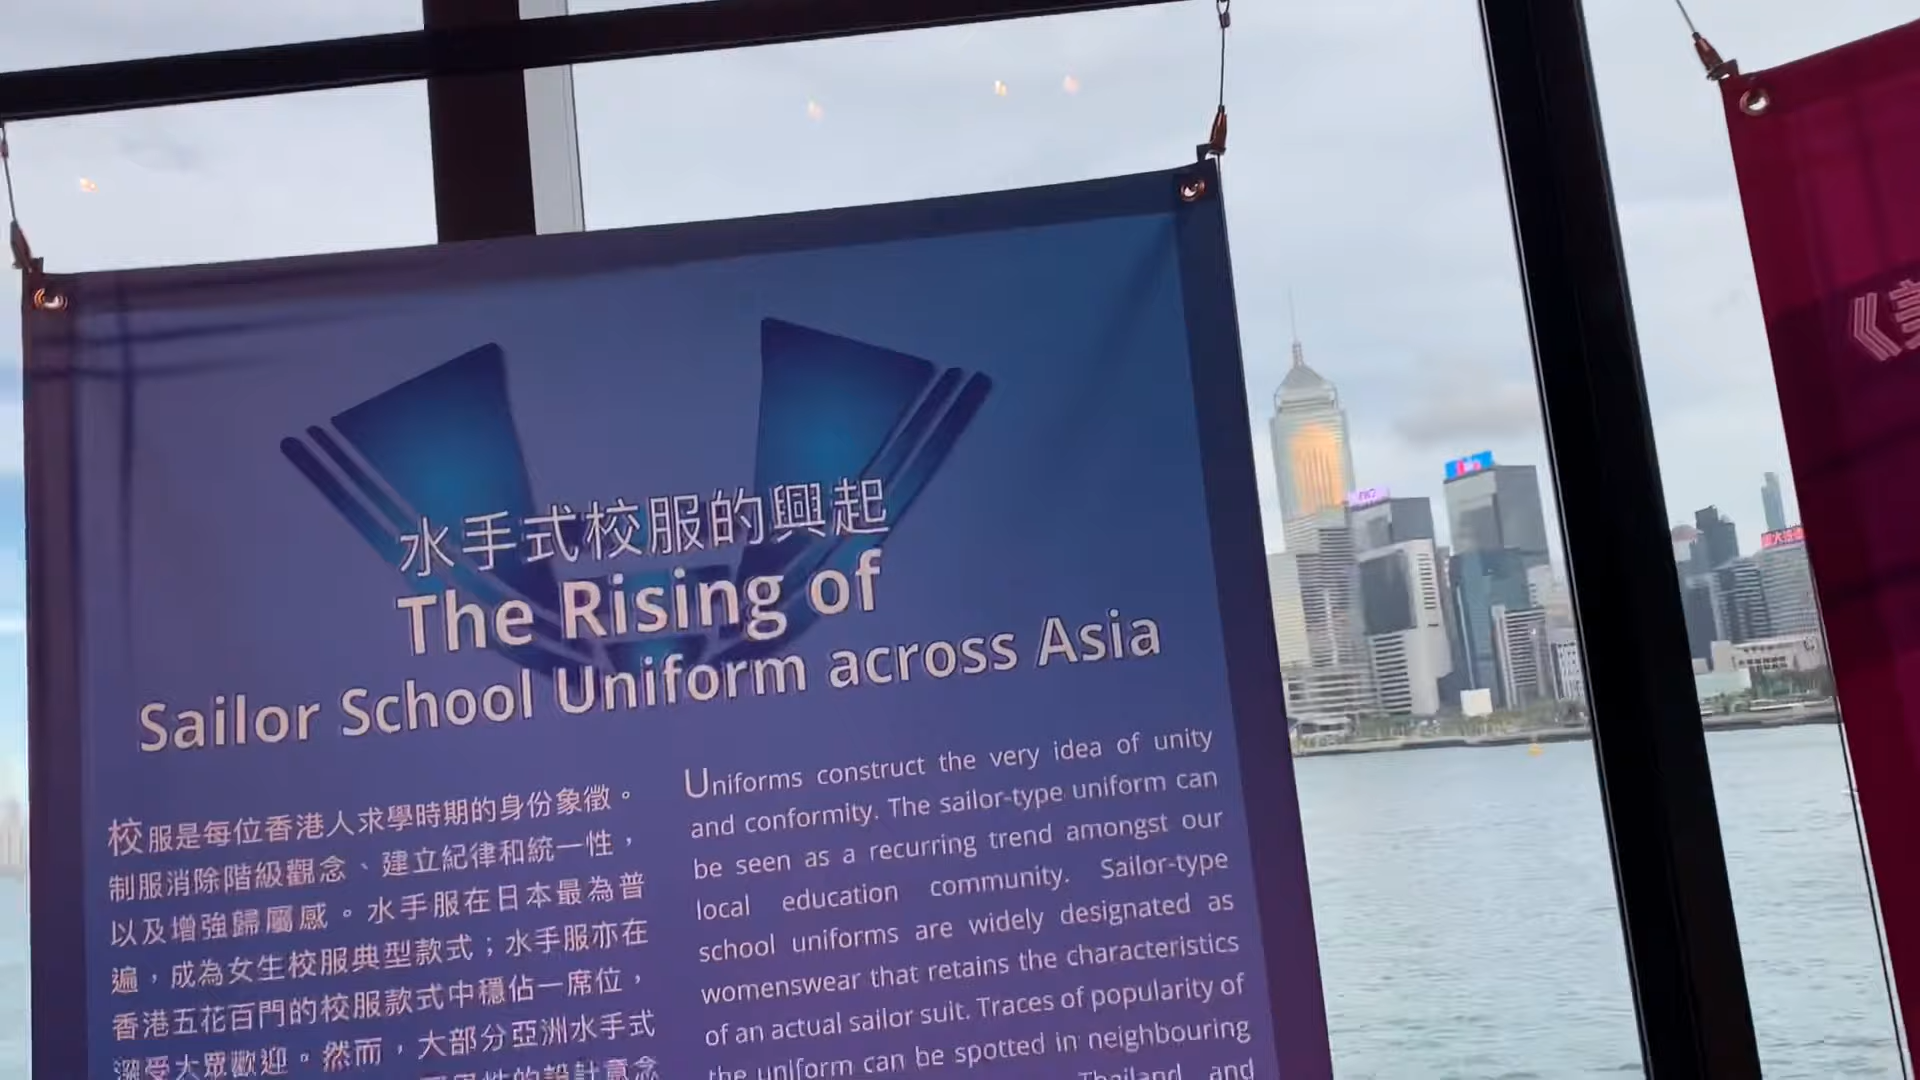 水手式校服的興起
The Rising of
Sailor School Uniform across Asia
校服是每位香港人求學時期的身份象徵。
制服消除階級觀念、建立紀律和統一性，
以及增強歸屬感。水手服在日本最為普
遍，成為女生校服典型款式；水手服亦在
香港五花百門的校服款式中穩佔一席位，
深受大眾歡迎。然而，大部分亞洲水手式
的設計意念
Uniforms construct the very idea of unity
and conformity. The sailor-type uniform can
be seen as a recurring trend amongst our
local education community. Sailor-type
school uniforms are widely designated as
womenswear that retains the characteristics
of an actual sailor suit. Traces of popularity of
the uniform can be spotted in neighbouring
Thailand and